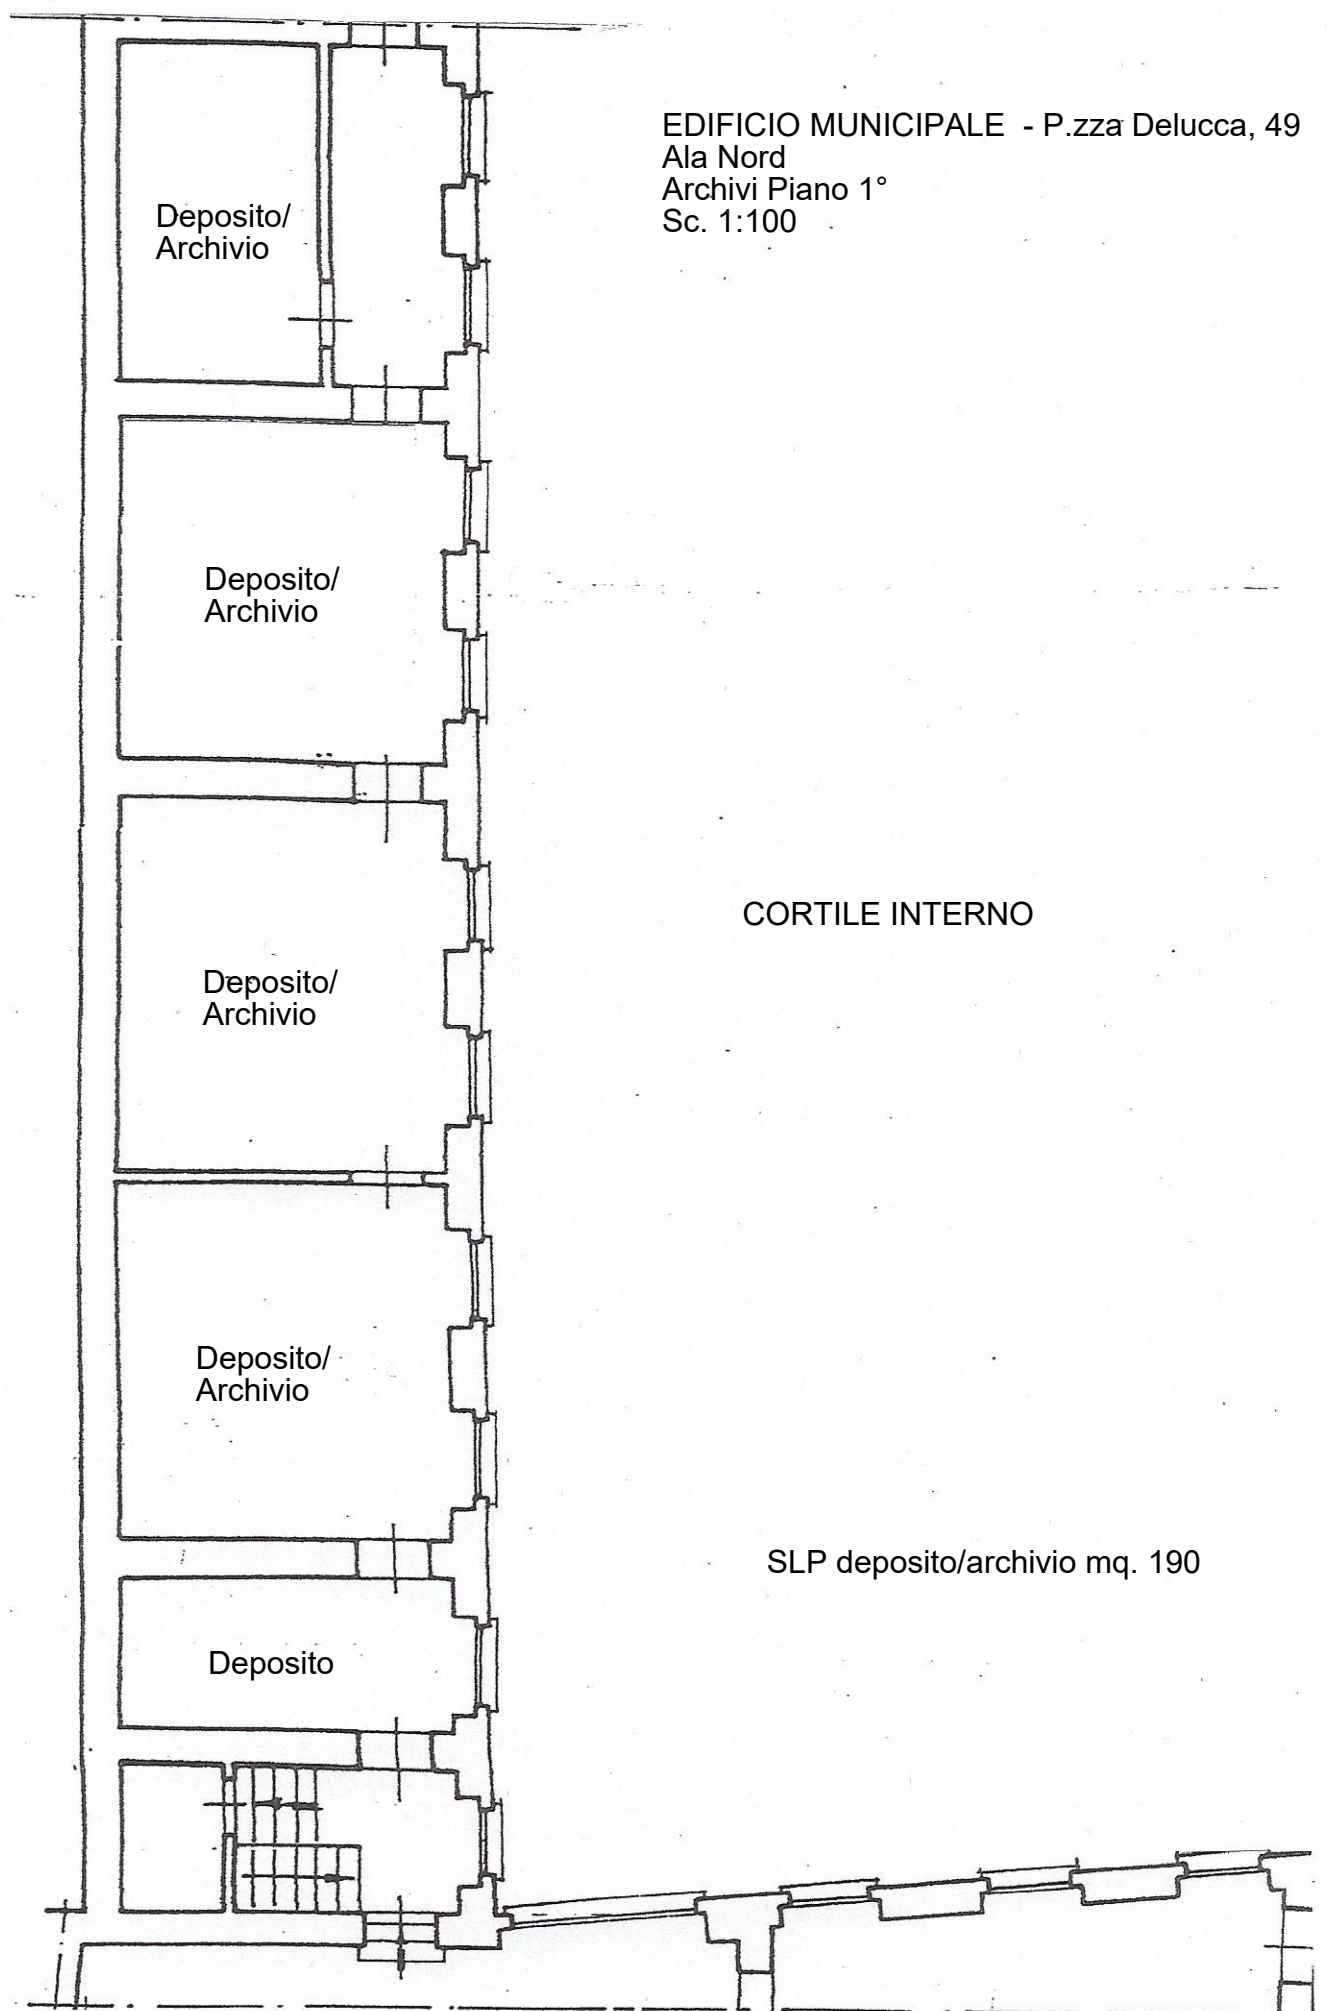 EDIFICIO MUNICIPALE - P.zza Delucca, 49
Ala Nord
Archivi Piano 1°
Sc. 1:100
Deposito/
Archivio
Deposito/
Archivio
CORTILE INTERNO
Deposito/
Archivio
Deposito/
Archivio
SLP deposito/archivio mq. 190
Deposito